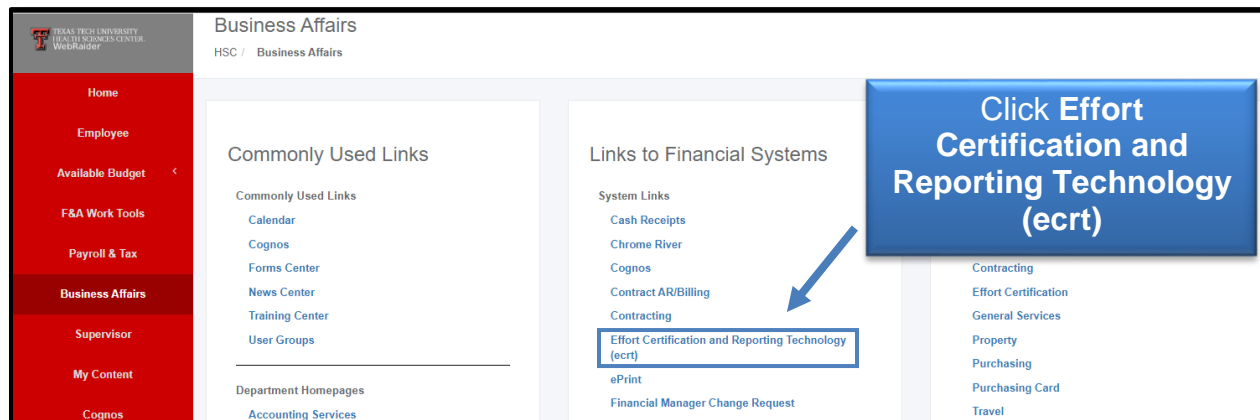 TEXAS TECH UNIVERSITY
HEALTH SCIENCES CENTER.
WebRaider
Home
Employee
Available Budget <
F&A Work Tools
Payroll & Tax
Business Affairs
Supervisor
My Content
Cognos
Business Affairs
HSC / Business Affairs
Commonly Used Links
Commonly Used Links
Calendar
Cognos
Forms Center
News Center
Training Center
User Groups
Department Homepages
Accounting Services
Links to Financial Systems
System Links
Cash Receipts
Chrome River
Cognos
Contract AR/Billing
Contracting
Effort Certification and Reporting Technology
(ecrt)
ePrint
Financial Manager Change Request
Click Effort
Certification and
Reporting Technology
(ecrt)
Contracting
Effort Certification
General Services
Property
Purchasing
Purchasing Card
Travel